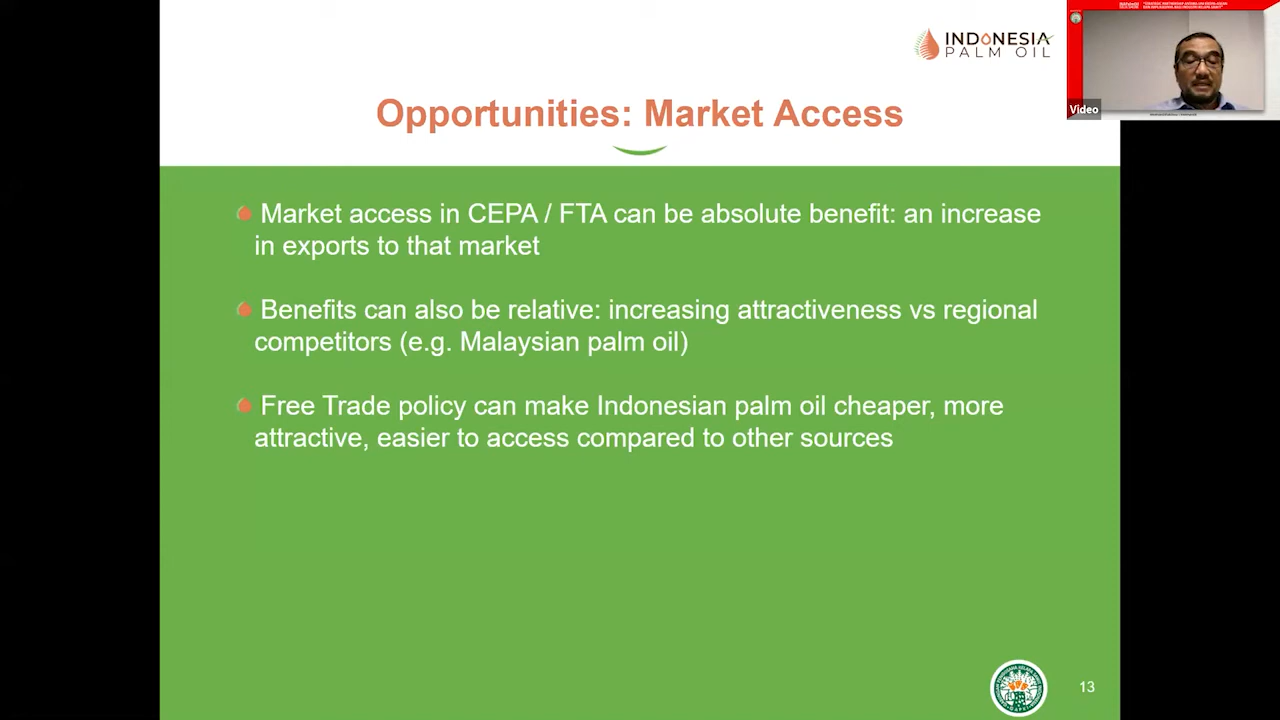 INDONESIA
PALM OIL
Video
Opportunities: Market Access
Market access in CEPA / FTA can be absolute benefit: an increase
in exports to that market
Benefits can also be relative: increasing attractiveness vs regional
competitors (e.g. Malaysian palm oil)
Free Trade policy can make Indonesian palm oil cheaper, more
attractive, easier to access compared to other sources
13